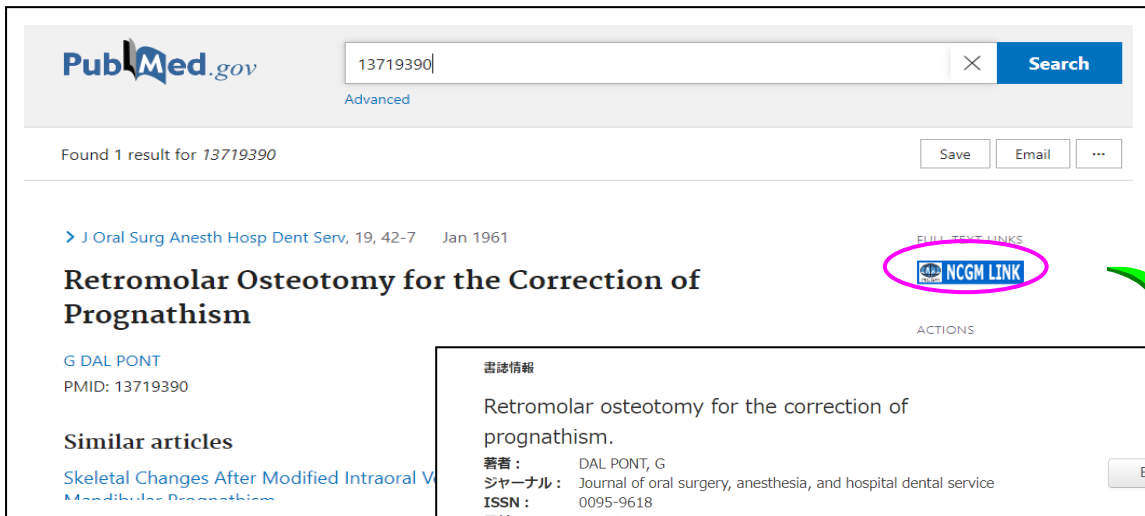 PubMed.gov
13719390
Search
Advanced
Found 1 result for 13719390
Save
Email
...
J Oral Surg Anesth Hosp Dent Serv, 19, 42-7 Jan 1961
FULL TEXT LINKS
NCGM LINK
Retromolar Osteotomy for the Correction of
Prognathism
ACTIONS
G DAL PONT
PMID: 13719390
Similar articles
Skeletal Changes After Modified Intraoral
Mandibular Prognathism
書誌情報
Retromolar osteotomy for the correction of
prognathism.
著者： DAL PONT, G
ジャーナル： Journal of oral surgery, anesthesia, and hospital dental service
ISSN： 0095-9618